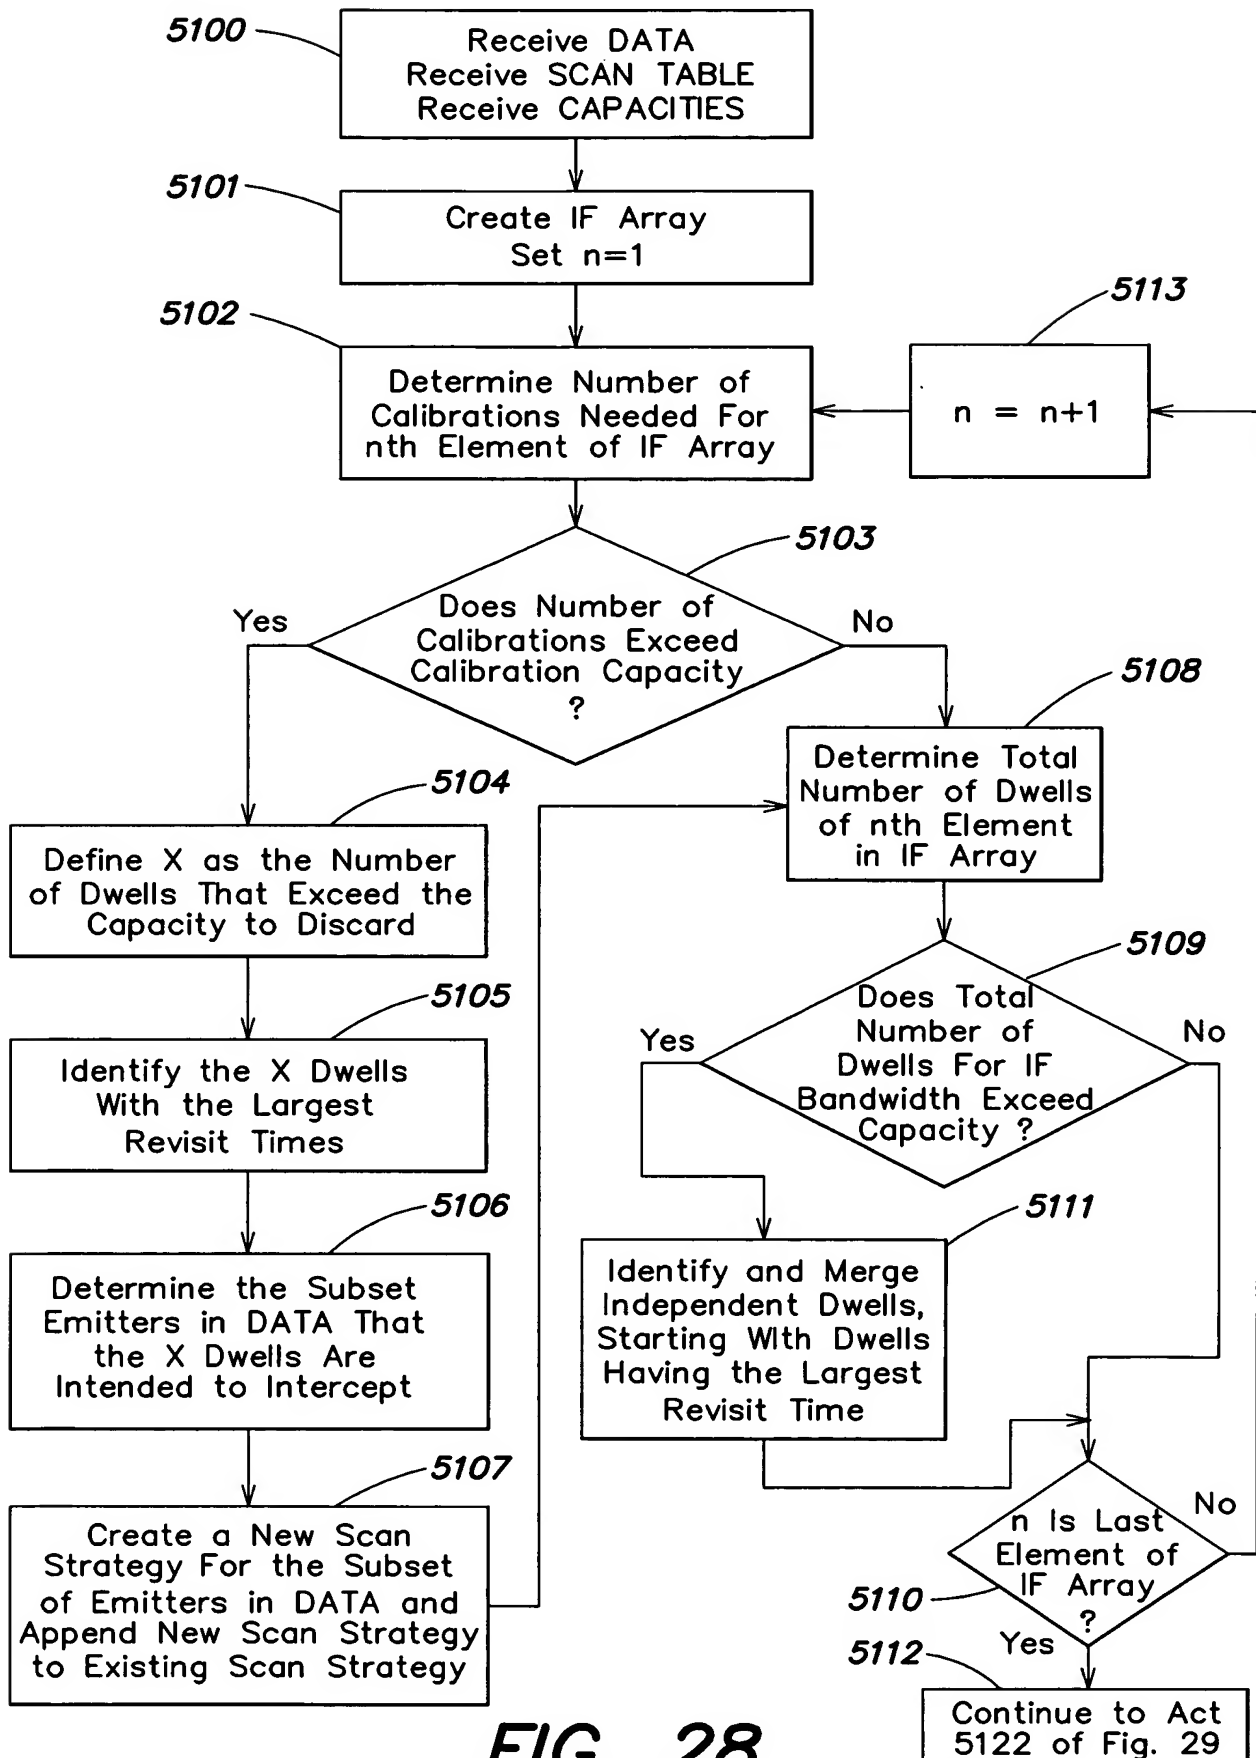 5100
Receive DATA
Receive SCAN TABLE
Receive CAPACITIES
5101
Create IF Array
Set n=1
5102
Determine Number of
Calibrations Needed For
nth Element of IF Array
5113
n = n+1
5103
Does Number of
Calibrations Exceed
Calibration Capacity
?
Yes
No
5104
Define X as the Number
of Dwells That Exceed the
Capacity to Discard
5105
Identify the X Dwells
With the Largest
Revisit Times
5106
Determine the Subset
Emitters in DATA That
the X Dwells Are
Intended to Intercept
5107
Create a New Scan
Strategy For the Subset
of Emitters in DATA and
Append New Scan Strategy
to Existing Scan Strategy
5108
Determine Total
Number of Dwells
of nth Element
in IF Array
5109
Does Total
Number of
Dwells For IF
Bandwidth Exceed
Capacity ?
Yes
No
5111
Identify and Merge
Independent Dwells,
Starting With Dwells
Having the Largest
Revisit Time
5110
n Is Last
Element of
IF Array
?
No
Yes
5112
Continue to Act
5122 of Fig. 29
FIG. 28